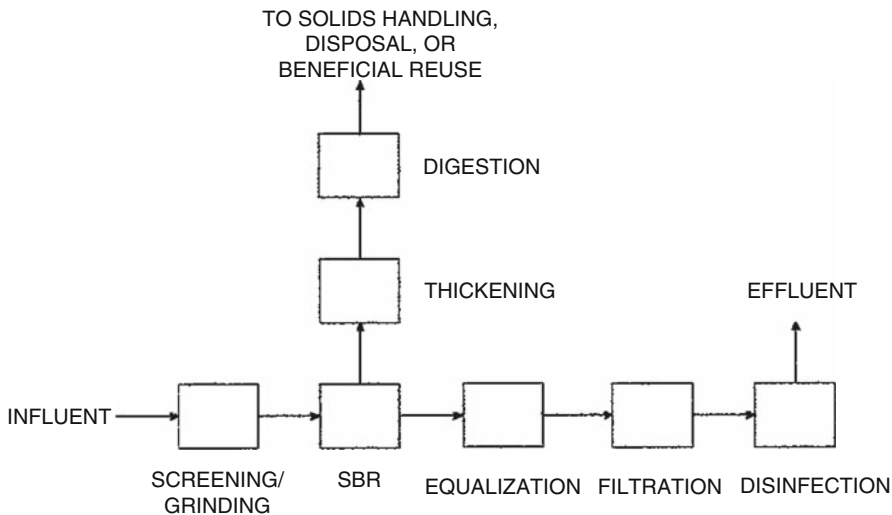 TO SOLIDS HANDLING,
DISPOSAL, OR
BENEFICIAL REUSE
DIGESTION
THICKENING
EFFLUENT
INFLUENT
SCREENING/
GRINDING
SBR
EQUALIZATION
FILTRATION
DISINFECTION